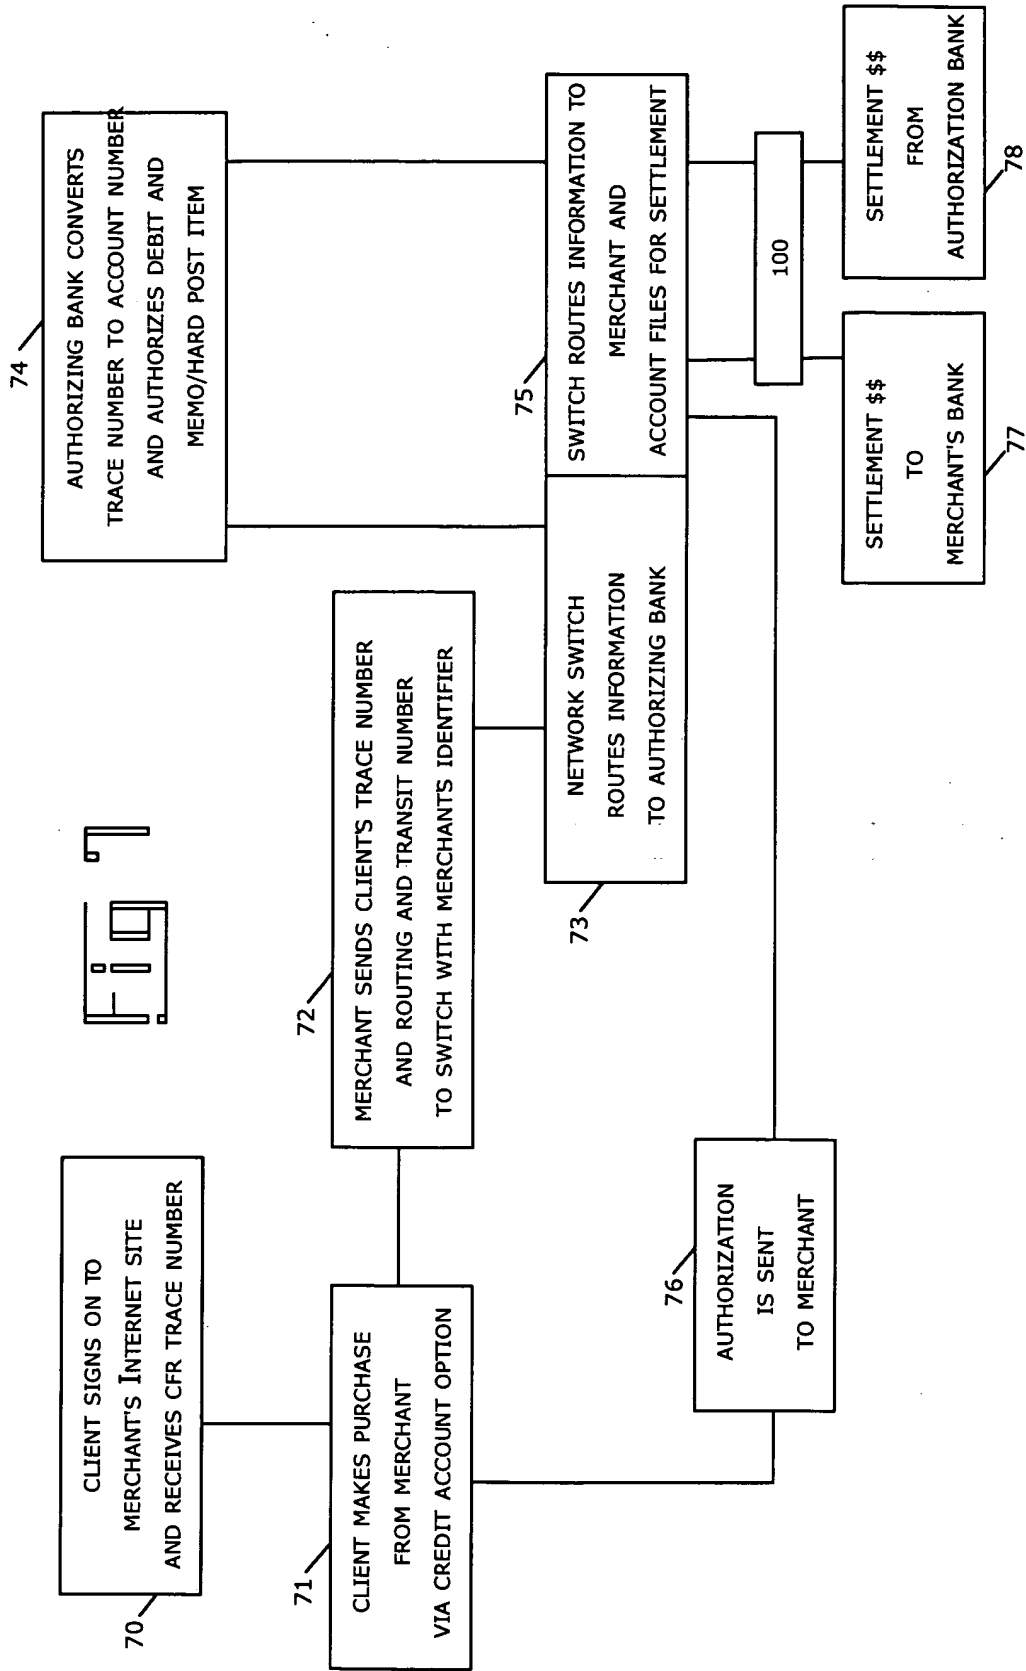 Fig 7
70
CLIENT SIGNS ON TO
MERCHANT'S INTERNET SITE
AND RECEIVES CFR TRACE NUMBER
71
CLIENT MAKES PURCHASE
FROM MERCHANT
VIA CREDIT ACCOUNT OPTION
72
MERCHANT SENDS CLIENT'S TRACE NUMBER
AND ROUTING AND TRANSIT NUMBER
TO SWITCH WITH MERCHANTS IDENTIFIER
73
NETWORK SWITCH
ROUTES INFORMATION
TO AUTHORIZING BANK
74
AUTHORIZING BANK CONVERTS
TRACE NUMBER TO ACCOUNT NUMBER
AND AUTHORIZES DEBIT AND
MEMO/HARD POST ITEM
75
SWITCH ROUTES INFORMATION TO
MERCHANT AND
ACCOUNT FILES FOR SETTLEMENT
76
AUTHORIZATION
IS SENT
TO MERCHANT
100
SETTLEMENT $$
TO
MERCHANT'S BANK
77
SETTLEMENT $$
FROM
AUTHORIZATION BANK
78